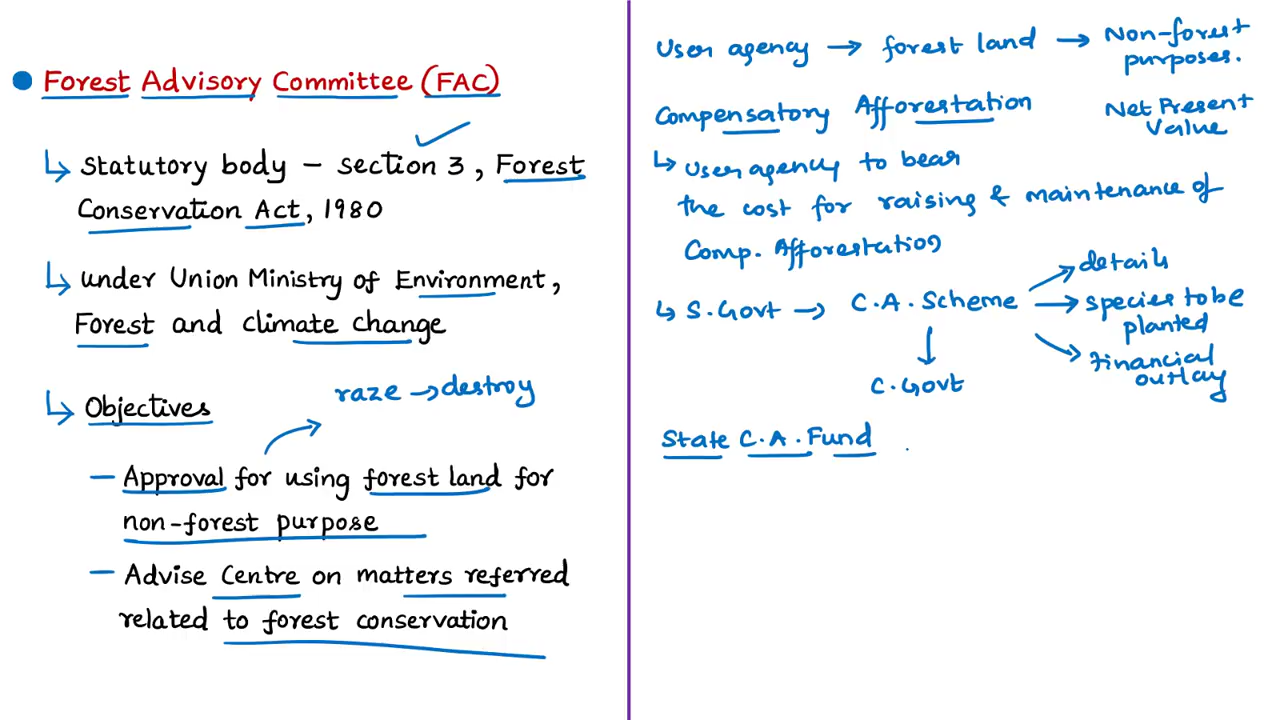 Forest Advisory Committee (FAC)
Statutory body – section 3, Forest
Conservation Act, 1980
under Union Ministry of Environment,
Forest and climate change
Objectives
raze → destroy
– Approval for using forest land for
non-forest purpose
– Advise Centre on matters referred
related to forest conservation
User agency → forest land → Non-forest
purposes.
Compensatory Afforestation
Net Present
Value
↳ User agency to bear
the cost for raising & maintenance of
Comp. Afforestation
↳ S.Govt → C.A. Scheme
details
species to be
planted
financial
outlay
C.Govt
State C.A. Fund